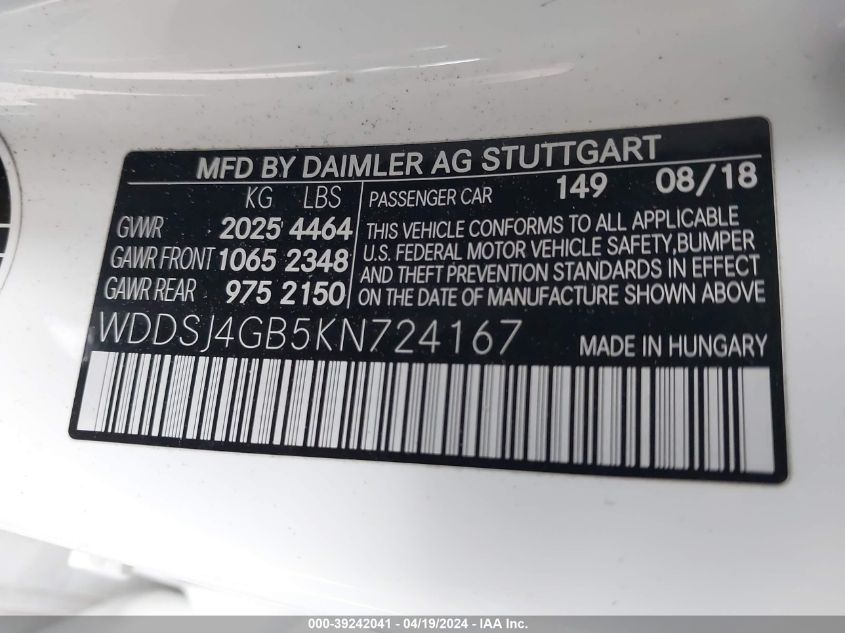 MFD BY DAIMLER AG STUTTGART
KG LBS
GVWR 2025 4464
GAWR FRONT 1065 2348
GAWR REAR 975 2150
PASSENGER CAR 149 08/18
THIS VEHICLE CONFORMS TO ALL APPLICABLE
U.S. FEDERAL MOTOR VEHICLE SAFETY, BUMPER
AND THEFT PREVENTION STANDARDS IN EFFECT
ON THE DATE OF MANUFACTURE SHOWN ABOVE
WDDSJ4GB5KN724167 MADE IN HUNGARY
000-39242041 - 04/19/2024 - IAA Inc.